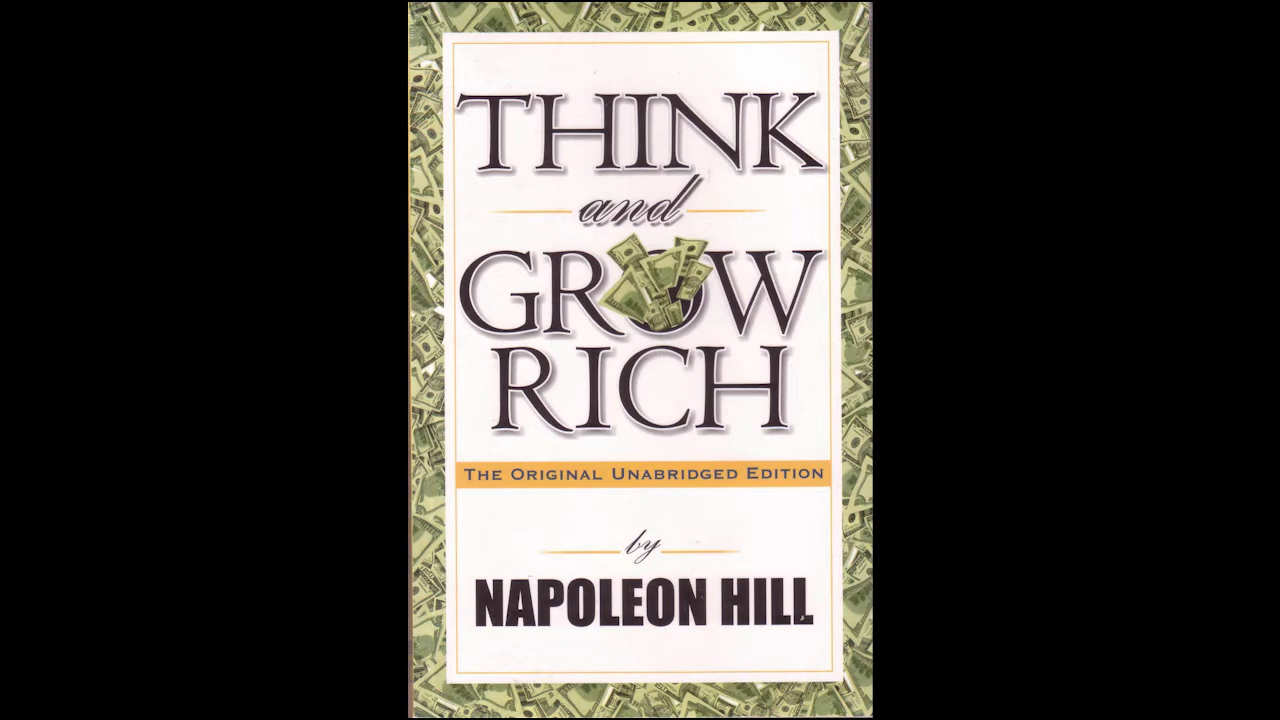 THINK
and
GROW
RICH
THE ORIGINAL UNABRIDGED EDITION
by
NAPOLEON HILL